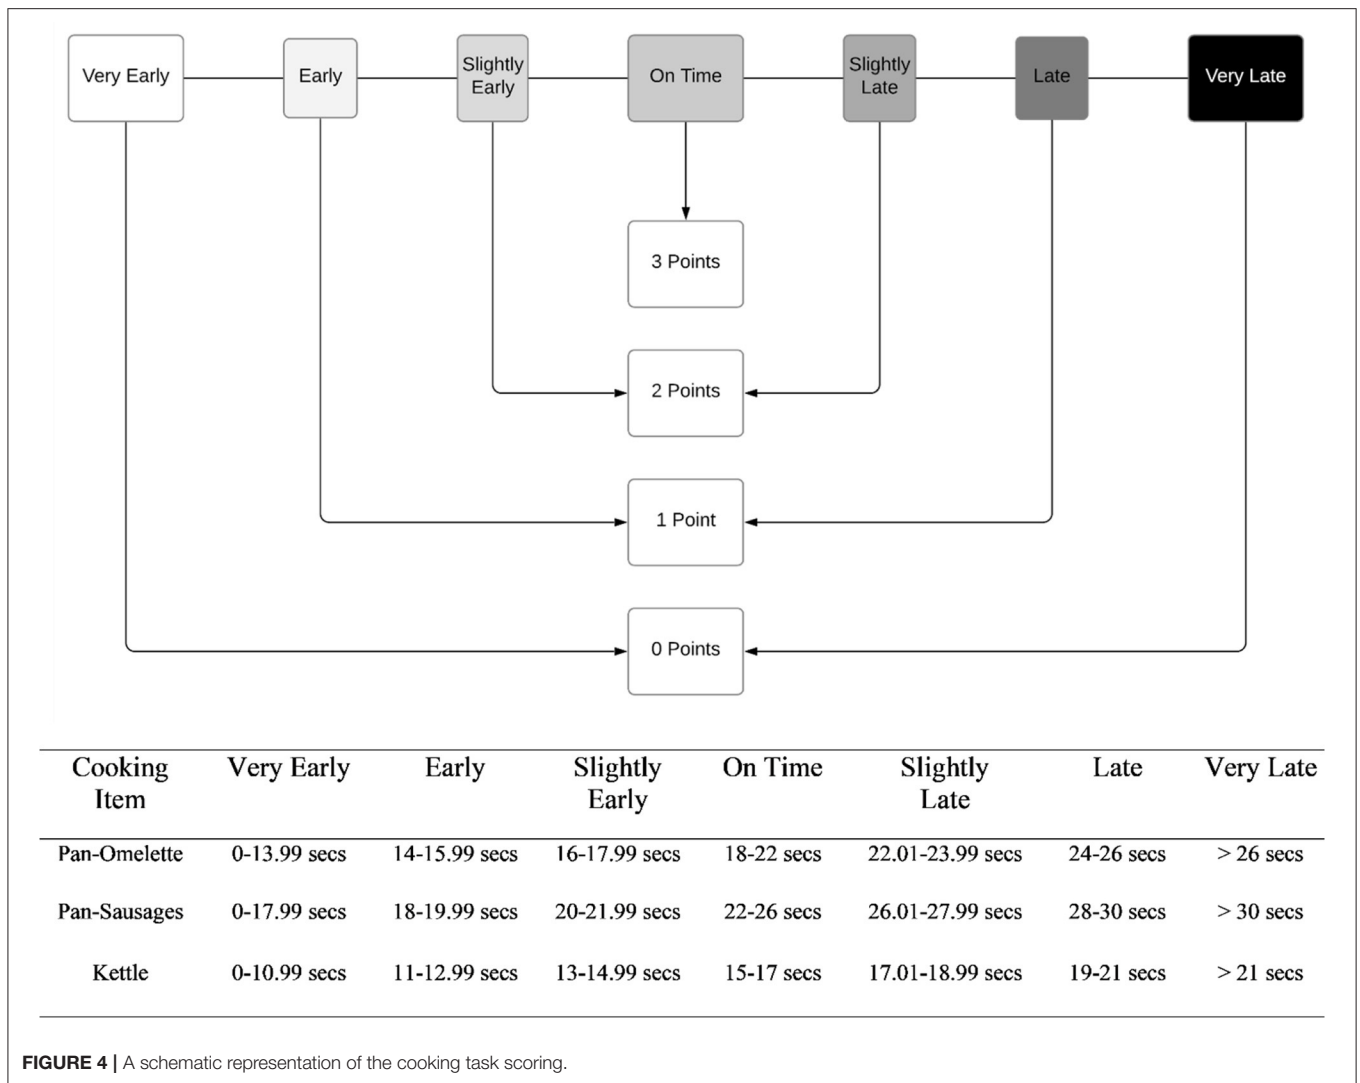 Very Early
Early
Slightly
Early
On Time
Slightly
Late
Late
Very Late
3 Points
2 Points
1 Point
0 Points
Cooking Item Very Early Early Slightly Early On Time Slightly Late Late Very Late
Pan-Omelette 0-13.99 secs 14-15.99 secs 16-17.99 secs 18-22 secs 22.01-23.99 secs 24-26 secs > 26 secs
Pan-Sausages 0-17.99 secs 18-19.99 secs 20-21.99 secs 22-26 secs 26.01-27.99 secs 28-30 secs > 30 secs
Kettle 0-10.99 secs 11-12.99 secs 13-14.99 secs 15-17 secs 17.01-18.99 secs 19-21 secs > 21 secs
FIGURE 4 | A schematic representation of the cooking task scoring.